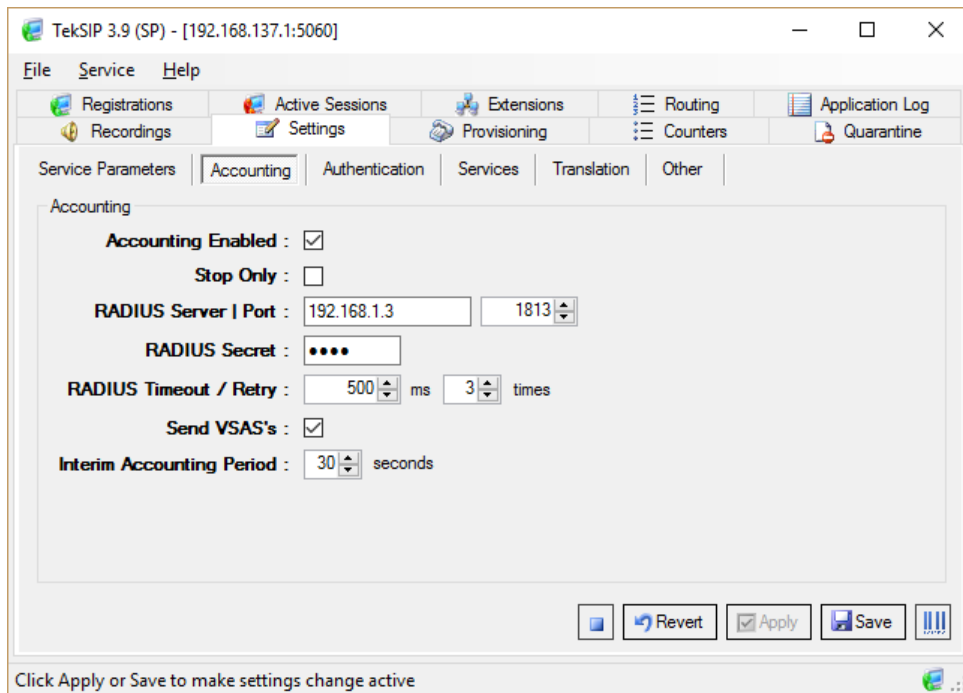 TekSIP 3.9 (SP) - [192.168.137.1:5060]
File Service Help
Registrations Active Sessions Extensions Routing Application Log
Recordings Settings Provisioning Counters Quarantine
Service Parameters Accounting Authentication Services Translation Other
Accounting
Accounting Enabled :
Stop Only :
RADIUS Server | Port : 192.168.1.3 1813
RADIUS Secret : ●●●●
RADIUS Timeout / Retry : 500 ms 3 times
Send VSAS's :
Interim Accounting Period : 30 seconds
Revert Apply Save
Click Apply or Save to make settings change active